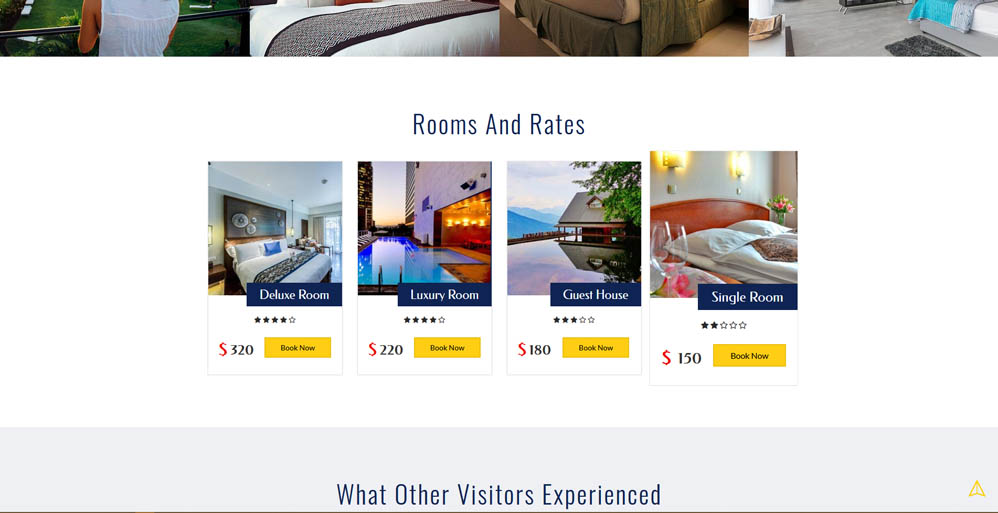 Rooms And Rates
Deluxe Room
$ 320
Book Now
Luxury Room
$ 220
Book Now
Guest House
$ 180
Book Now
Single Room
$ 150
Book Now
What Other Visitors Experienced